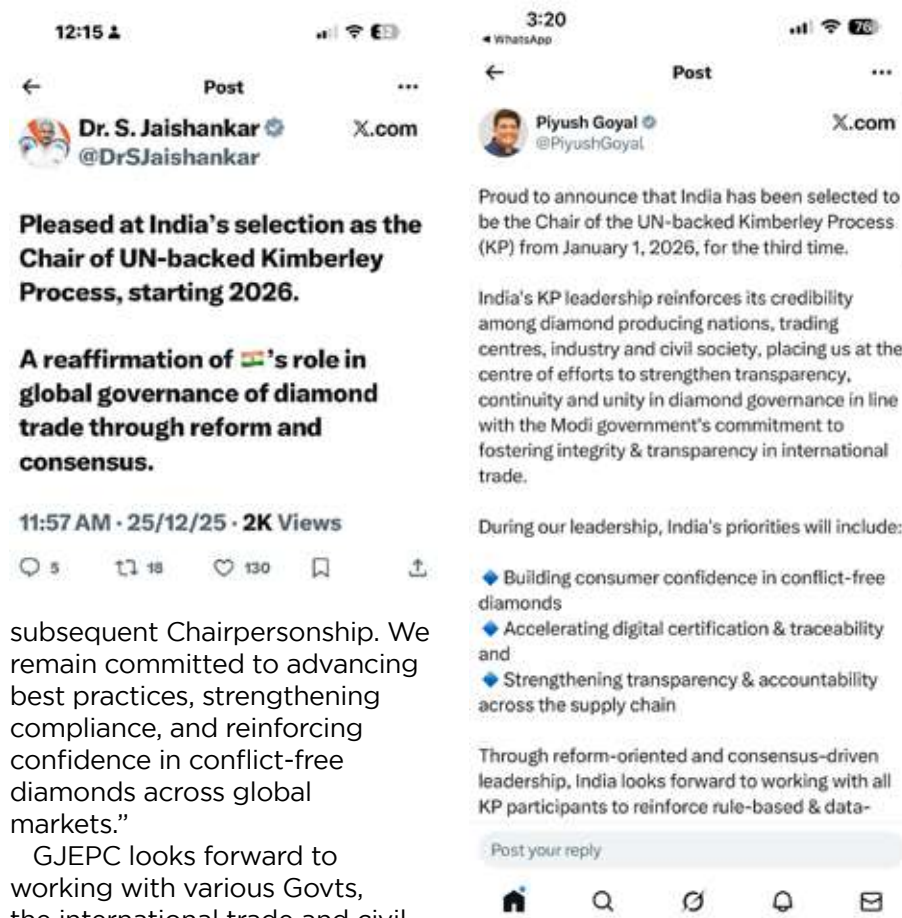 12:15
Post
Dr. S. Jaishankar
X.com
@DrSJaishankar
Pleased at India's selection as the
Chair of UN-backed Kimberley
Process, starting 2026.
A reaffirmation of 🇮🇳's role in
global governance of diamond
trade through reform and
consensus.
11:57 AM · 25/12/25 · 2K Views
5 18 130
subsequent Chairpersonship. We
remain committed to advancing
best practices, strengthening
compliance, and reinforcing
confidence in conflict-free
diamonds across global
markets.”
GJEPC looks forward to
working with various Govts,
the international trade and civil
3:20
WhatsApp
76
Post
Piyush Goyal
X.com
@PiyushGoyal
Proud to announce that India has been selected to
be the Chair of the UN-backed Kimberley Process
(KP) from January 1, 2026, for the third time.
India's KP leadership reinforces its credibility
among diamond producing nations, trading
centres, industry and civil society, placing us at the
centre of efforts to strengthen transparency,
continuity and unity in diamond governance in line
with the Modi government's commitment to
fostering integrity & transparency in international
trade.
During our leadership, India's priorities will include:
🔹 Building consumer confidence in conflict-free
diamonds
🔹 Accelerating digital certification & traceability
and
🔹 Strengthening transparency & accountability
across the supply chain
Through reform-oriented and consensus-driven
leadership, India looks forward to working with all
KP participants to reinforce rule-based & data-
Post your reply